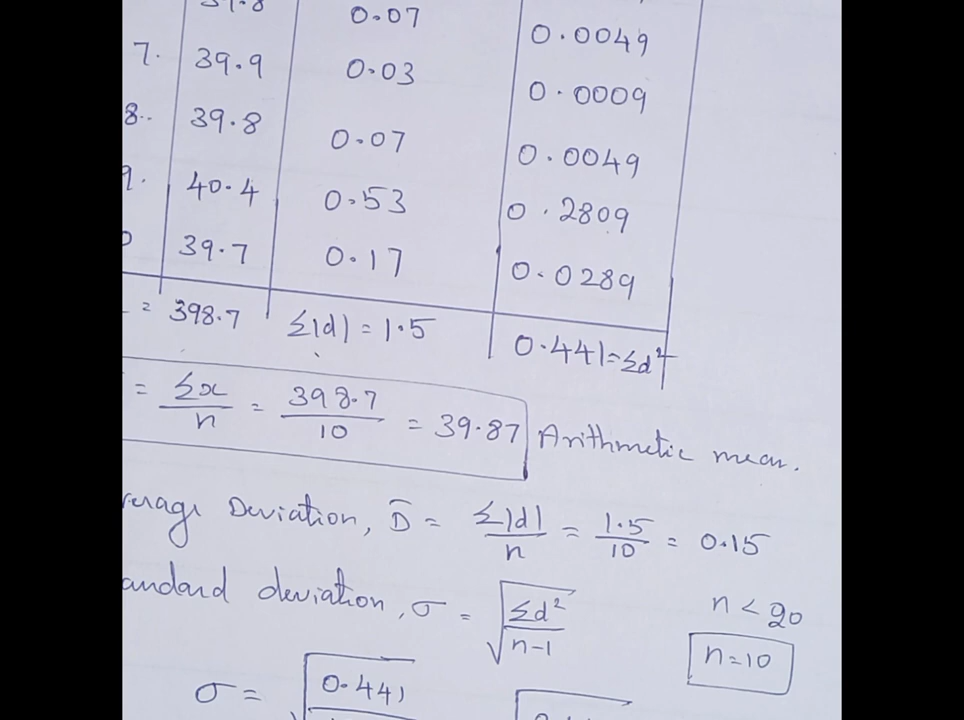 0.07 0.0049
7. 39.9 0.03 0.0009
8.. 39.8 0.07 0.0049
9. 40.4 0.53 0.2809
39.7 0.17 0.0289
= 398.7 Σ|d| = 1.5 0.441=Σd²
= Σx/n = 398.7/10 = 39.87 Arithmetic mean.
Deviation, D̄ = Σ|d|/n = 1.5/10 = 0.15
deviation, σ = √Σd²/n-1 n < 20
n=10
σ = √0.441